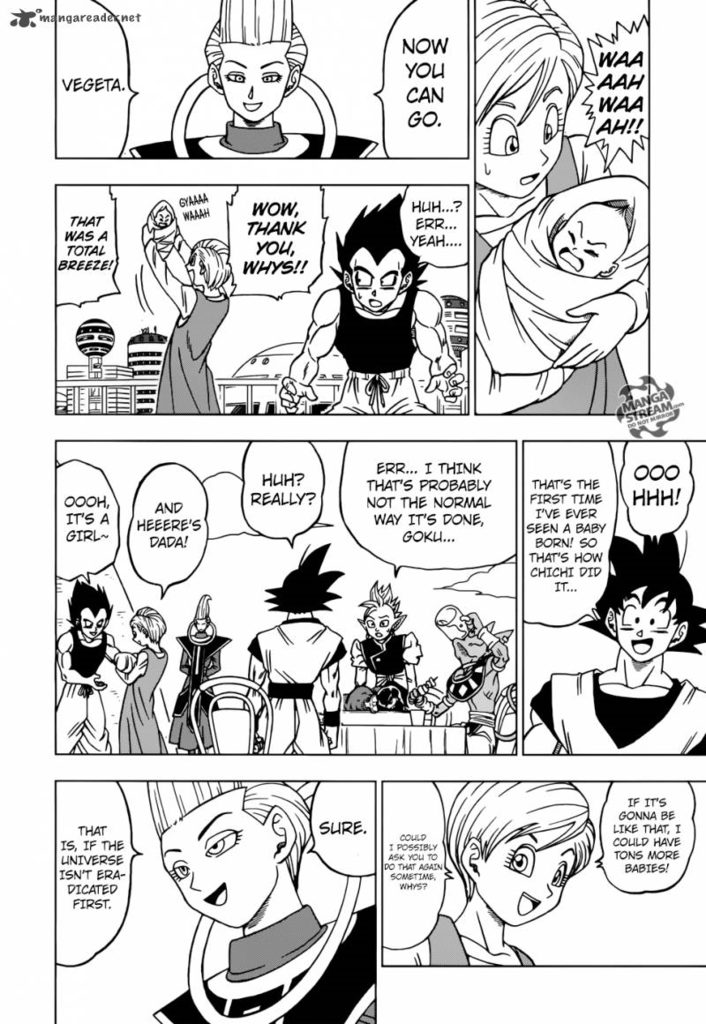 mangareader.net
NOW
YOU
CAN
GO.
VEGETA.
WAA
AAH
WAA
AH!!
HUH...?
ERR...
YEAH....
WOW,
THANK
YOU,
WHYS!!
GYAAAA
WAAAH
THAT
WAS A
TOTAL
BREEZE!
MANGA
STREAM.com
DO NOT MIRROR
OOO
HHH!
THAT'S THE
FIRST TIME
I'VE EVER
SEEN A BABY
BORN! SO
THAT'S HOW
CHICHI DID
IT...
ERR... I THINK
THAT'S PROBABLY
NOT THE NORMAL
WAY IT'S DONE,
GOKU...
HUH?
REALLY?
AND
HEEERE'S
DADA!
OOOH,
IT'S A
GIRL~
IF IT'S
GONNA BE
LIKE THAT, I
COULD HAVE
TONS MORE
BABIES!
COULD
I POSSIBLY
ASK YOU TO
DO THAT AGAIN
SOMETIME,
WHYS?
SURE.
THAT
IS, IF THE
UNIVERSE
ISN'T ERA-
DICATED
FIRST.